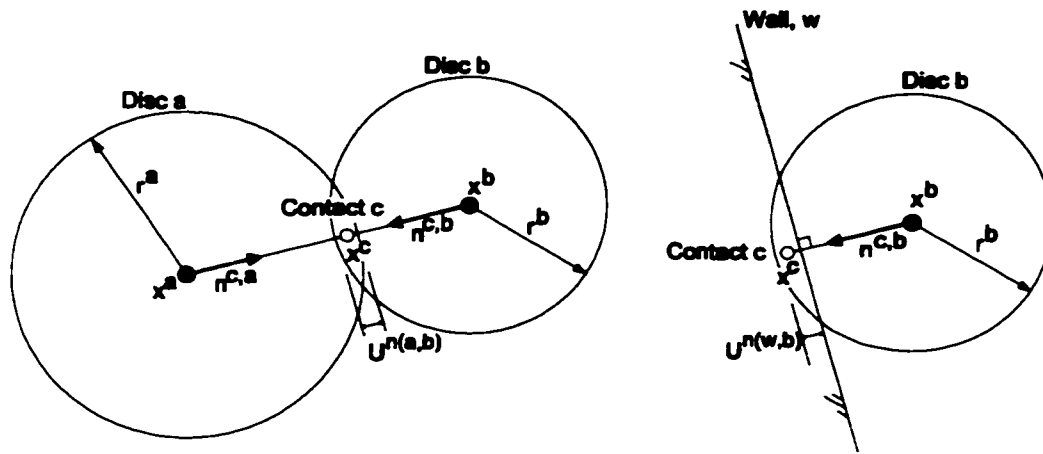 Wall, w
Disc b
Disc a
r^a
x^b
Contact c
n^c,b
r^b
x^c
n^c,a
x^a
U^n(a,b)
Disc b
x^b
Contact c
n^c,b
r^b
x^c
U^n(w,b)